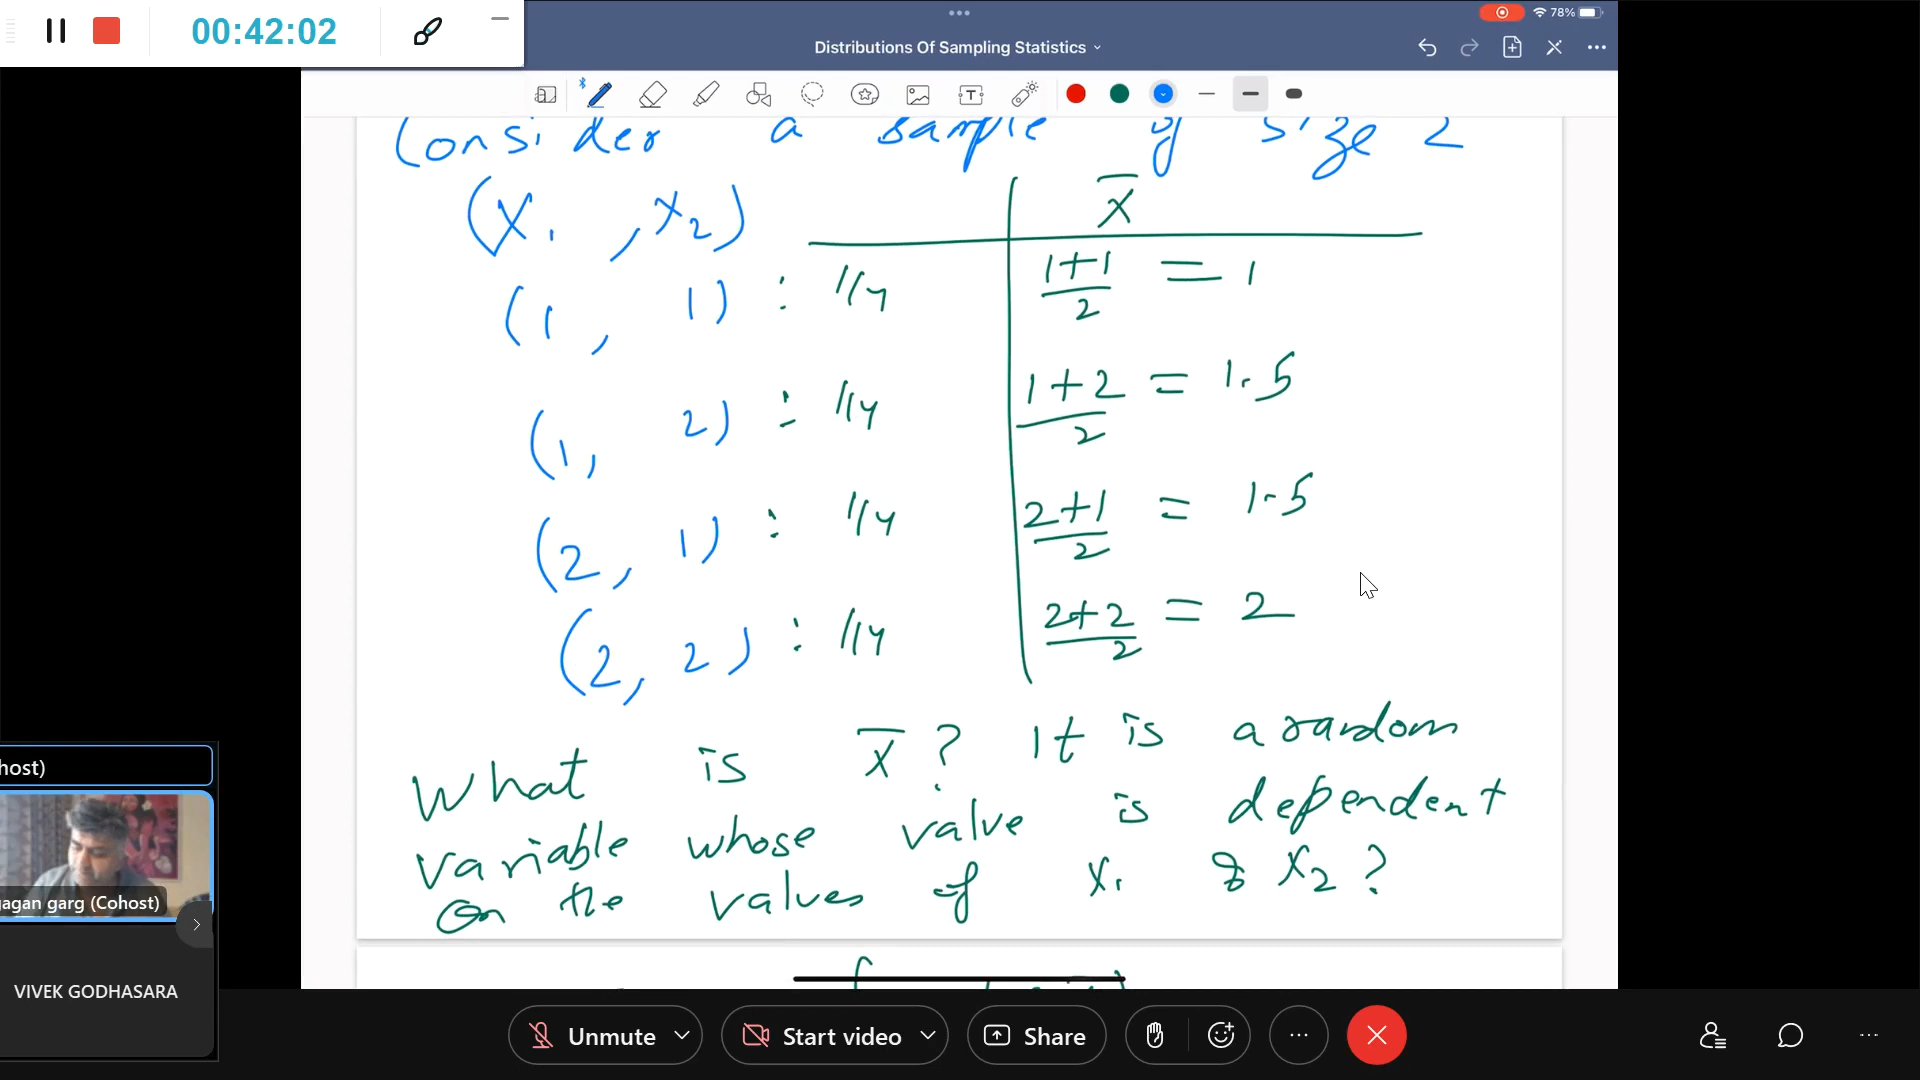 00:42:02
78%
Distributions Of Sampling Statistics
T
Consider a sample of size 2
(X1 , X2)
X̄
(1, 1) : 1/4
1+1/2 = 1
(1, 2) : 1/4
1+2/2 = 1.5
(2, 1) : 1/4
2+1/2 = 1.5
(2, 2) : 1/4
2+2/2 = 2
What is X̄? It is a random
variable whose value is dependent
on the values of X1 & X2?
host)
gagan garg (Cohost)
VIVEK GODHASARA
Unmute
Start video
Share